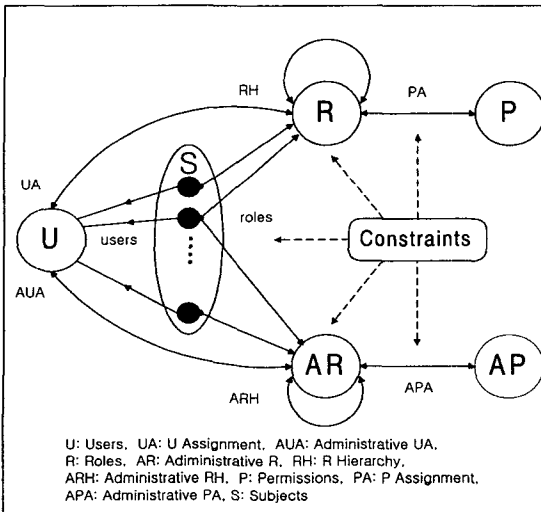 RH
PA
R
P
S
UA
roles
Constraints
U
users
AUA
AR
AP
ARH
APA
U: Users, UA: U Assignment, AUA: Administrative UA,
R: Roles, AR: Adiministrative R, RH: R Hierarchy,
ARH: Administrative RH, P: Permissions, PA: P Assignment,
APA: Administrative PA, S: Subjects